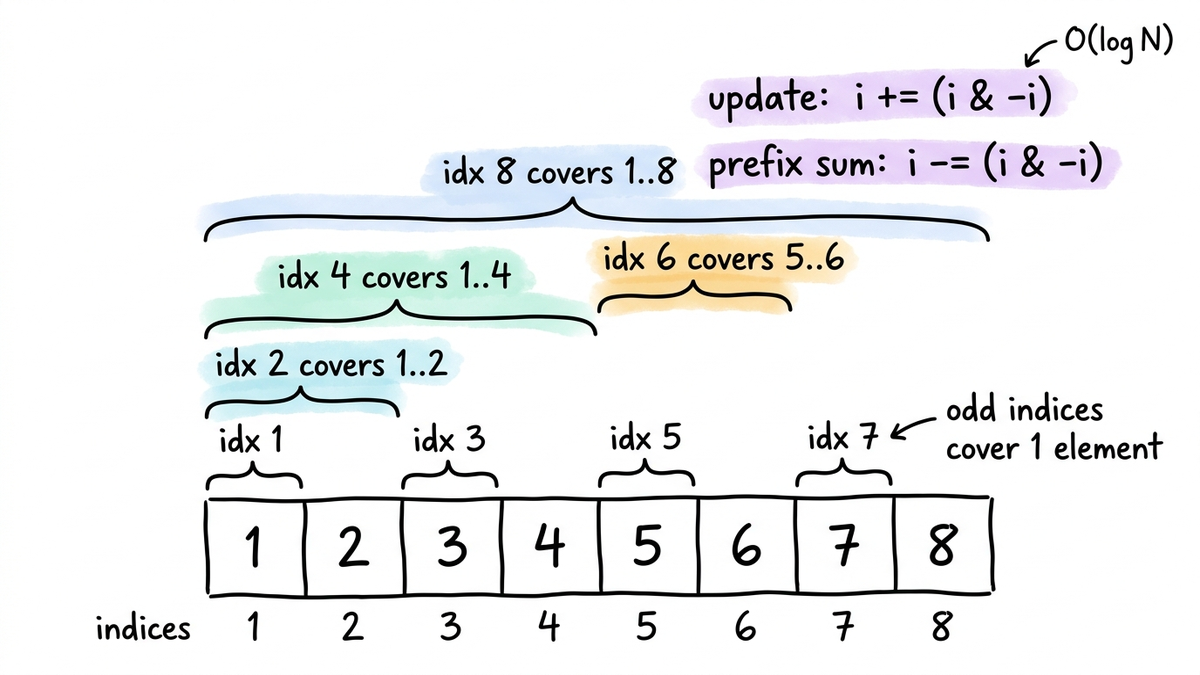 O(log N)
update: i += (i & -i)
prefix sum: i -= (i & -i)
idx 8 covers 1..8
idx 6 covers 5..6
idx 4 covers 1..4
idx 2 covers 1..2
idx 1 idx 3 idx 5 idx 7
odd indices
cover 1 element
1 2 3 4 5 6 7 8
indices 1 2 3 4 5 6 7 8